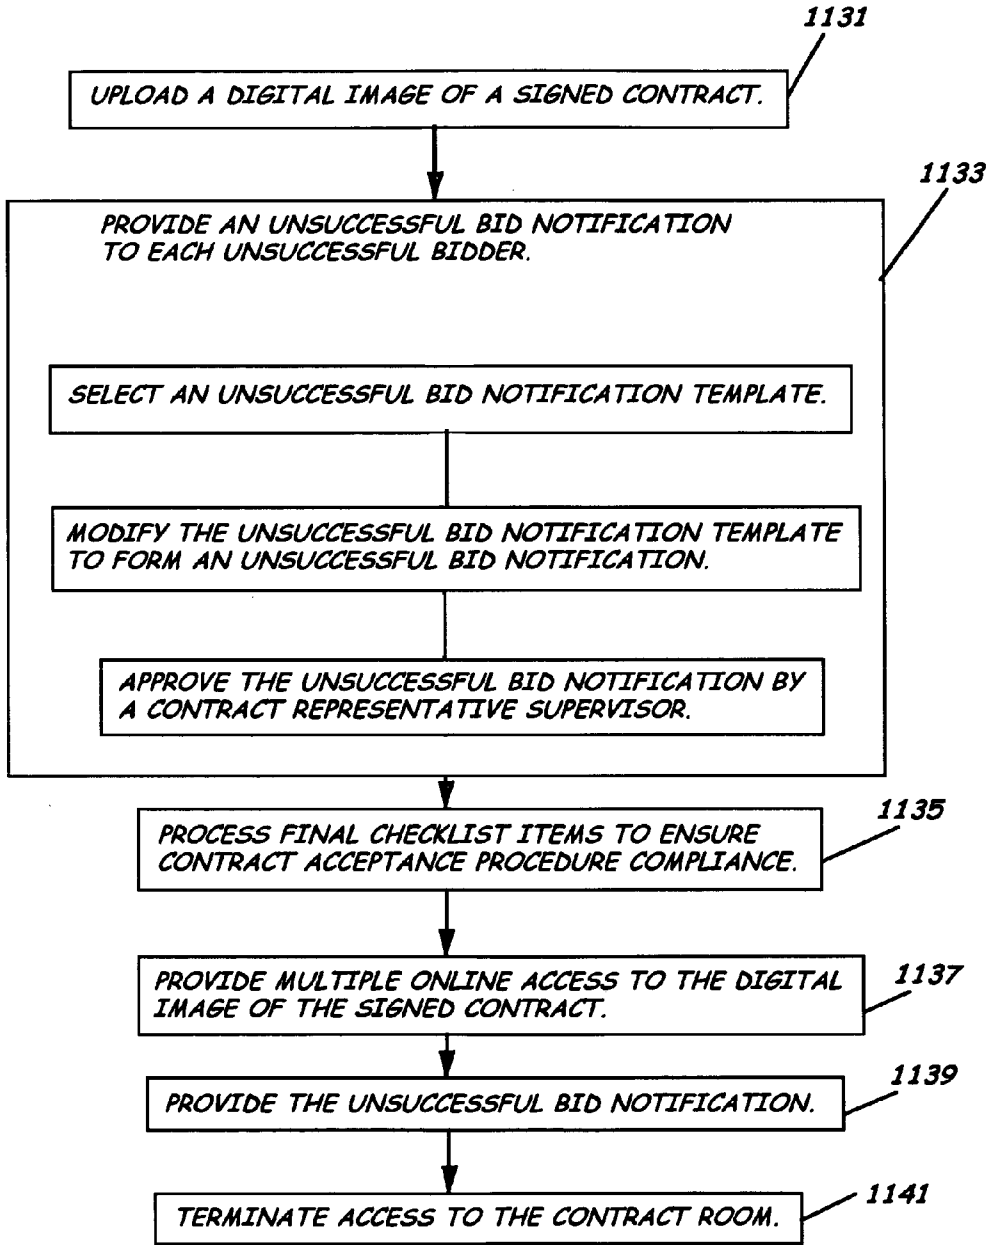 1131
UPLOAD A DIGITAL IMAGE OF A SIGNED CONTRACT.
1133
PROVIDE AN UNSUCCESSFUL BID NOTIFICATION
TO EACH UNSUCCESSFUL BIDDER.
SELECT AN UNSUCCESSFUL BID NOTIFICATION TEMPLATE.
MODIFY THE UNSUCCESSFUL BID NOTIFICATION TEMPLATE
TO FORM AN UNSUCCESSFUL BID NOTIFICATION.
APPROVE THE UNSUCCESSFUL BID NOTIFICATION BY
A CONTRACT REPRESENTATIVE SUPERVISOR.
1135
PROCESS FINAL CHECKLIST ITEMS TO ENSURE
CONTRACT ACCEPTANCE PROCEDURE COMPLIANCE.
1137
PROVIDE MULTIPLE ONLINE ACCESS TO THE DIGITAL
IMAGE OF THE SIGNED CONTRACT.
1139
PROVIDE THE UNSUCCESSFUL BID NOTIFICATION.
1141
TERMINATE ACCESS TO THE CONTRACT ROOM.